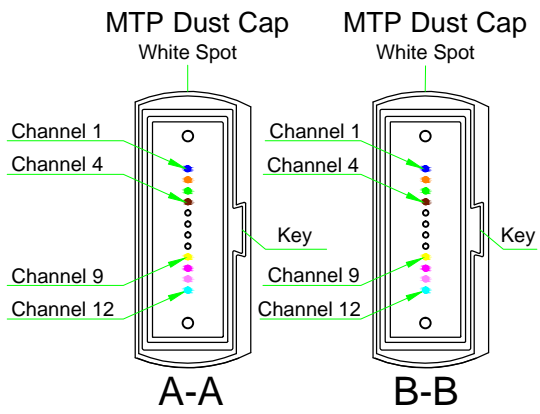 MTP Dust Cap
White Spot
Channel 1
Channel 4
Key
Channel 9
Channel 12
A-A
MTP Dust Cap
White Spot
Channel 1
Channel 4
Key
Channel 9
Channel 12
B-B